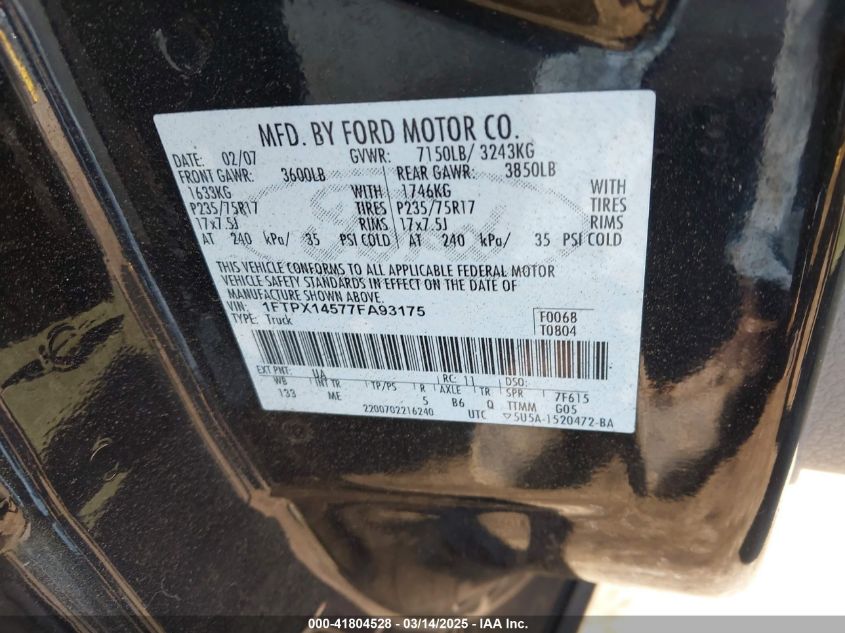 MFD. BY FORD MOTOR CO.
DATE: 02/07 GVWR: 7150LB/ 3243KG
FRONT GAWR: 3600LB REAR GAWR: 3850LB
1633KG WITH 1746KG WITH
P235/75R17 TIRES P235/75R17 TIRES
17x7.5J RIMS 17x7.5J RIMS
AT 240 kPa/ 35 PSI COLD AT 240 kPa/ 35 PSI COLD
THIS VEHICLE CONFORMS TO ALL APPLICABLE FEDERAL MOTOR
VEHICLE SAFETY STANDARDS IN EFFECT ON THE DATE OF
MANUFACTURE SHOWN ABOVE.
VIN: 1FTPX14577FA93175 F0068
TYPE: Truck T0804
EXT PNT: UA RC: 11 DSO:
WB INT TR TP/PS R AXLE TR SPR 7F615
133 ME 5 B6 Q TTMM G05
2200702216240 UTC ▽5U5A-1520472-BA
000-41804528 - 03/14/2025 - IAA Inc.